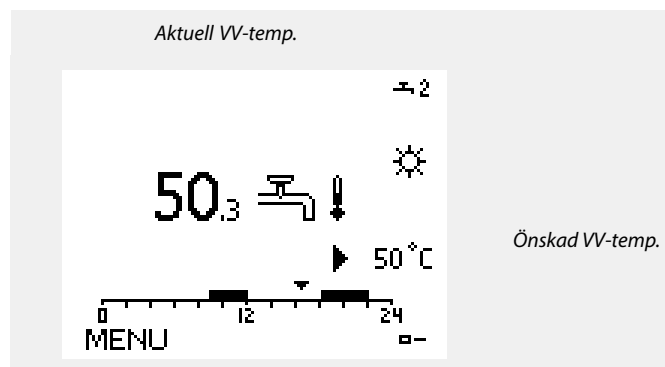 Aktuell VV-temp.
2
50.3
50°C
Önskad VV-temp.
0 12 24
MENU